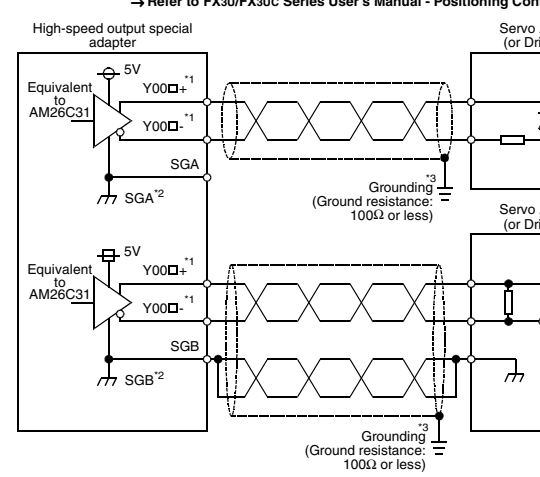 → Refer to FX3U/FX3UC Series User's Manual - Positioning Con
High-speed output special
adapter
Servo
(or Dri
5V
Equivalent
to
AM26C31
Y00□+*1
Y00□-*1
SGA
SGA*2
*3
Grounding
(Ground resistance:
100Ω or less)
Servo
(or Dri
5V
Equivalent
to
AM26C31
Y00□+*1
Y00□-*1
SGB
SGB*2
*3
Grounding
(Ground resistance:
100Ω or less)